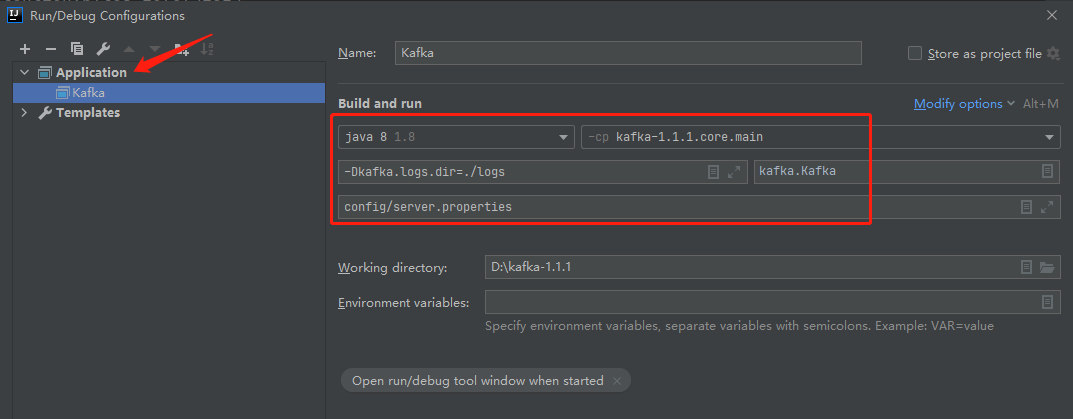 Run/Debug Configurations
Application
Kafka
Templates
Name: Kafka
Store as project file
Build and run
Modify options Alt+M
java 8 1.8
-cp kafka-1.1.1.core.main
-Dkafka.logs.dir=./logs
kafka.Kafka
config/server.properties
Working directory: D:\kafka-1.1.1
Environment variables:
Specify environment variables, separate variables with semicolons. Example: VAR=value
Open run/debug tool window when started ×